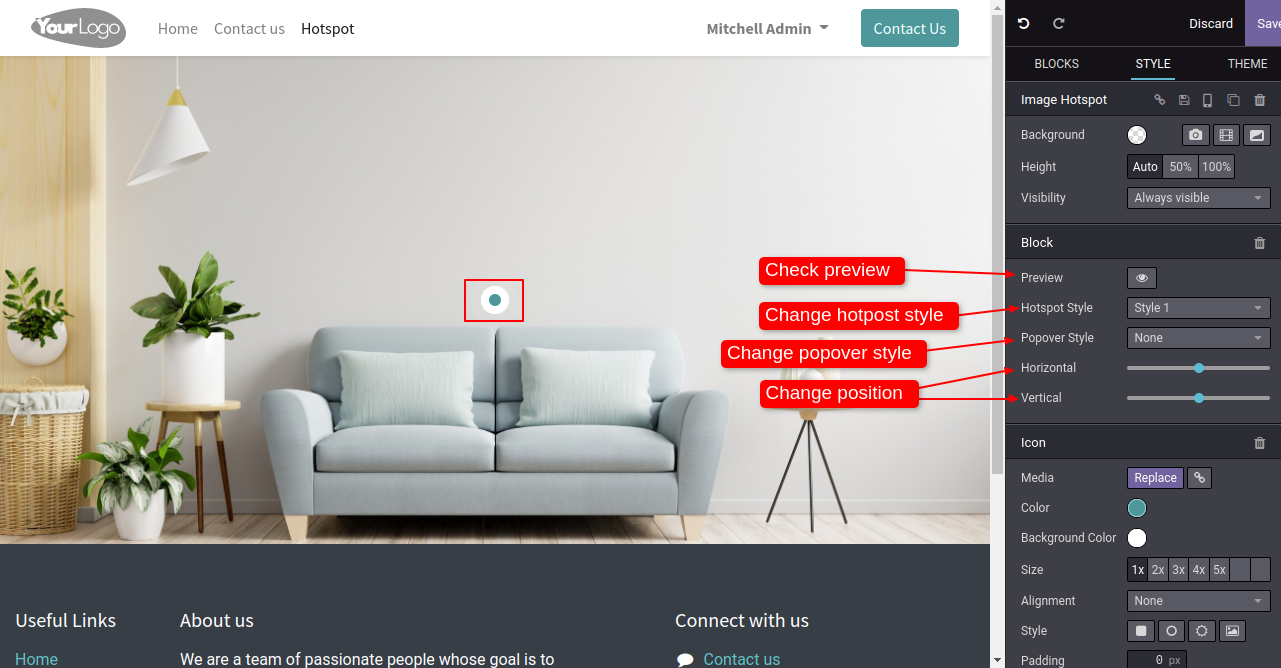 YourLogo
Home Contact us Hotspot Mitchell Admin Contact Us
Discard Save
BLOCKS STYLE THEME
Image Hotspot
Background
Height Auto 50% 100%
Visibility Always visible
Block
Check preview
Preview
Change hotpost style
Hotspot Style Style 1
Change popover style
Popover Style None
Horizontal
Change position
Vertical
Icon
Media Replace
Color
Background Color
Size 1x 2x 3x 4x 5x
Alignment None
Style
Padding 0 px
Useful Links About us Connect with us
Home We are a team of passionate people whose goal is to Contact us